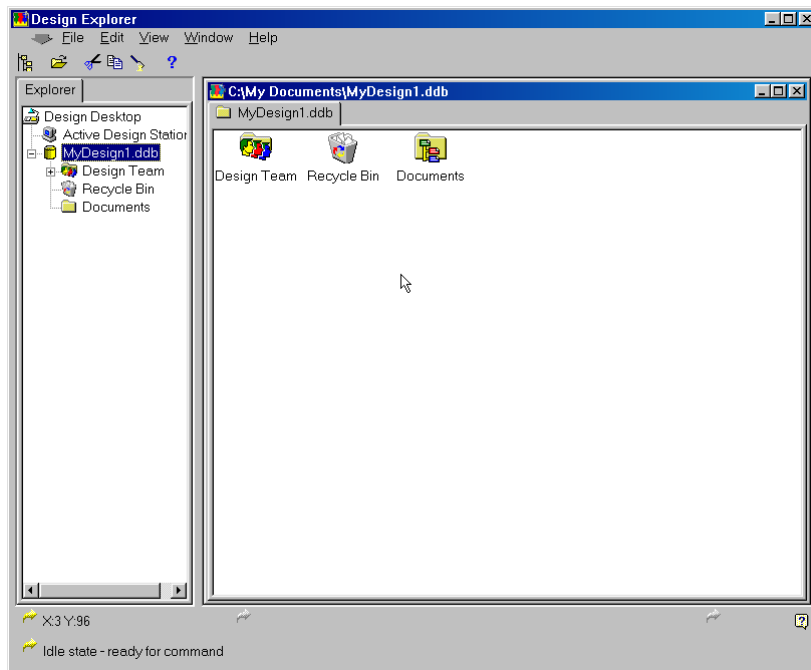 Design Explorer
File Edit View Window Help
?
Explorer
Design Desktop
Active Design Station
MyDesign1.ddb
Design Team
Recycle Bin
Documents
C:\My Documents\MyDesign1.ddb
MyDesign1.ddb
Design Team Recycle Bin Documents
X:3 Y:96
?
Idle state - ready for command